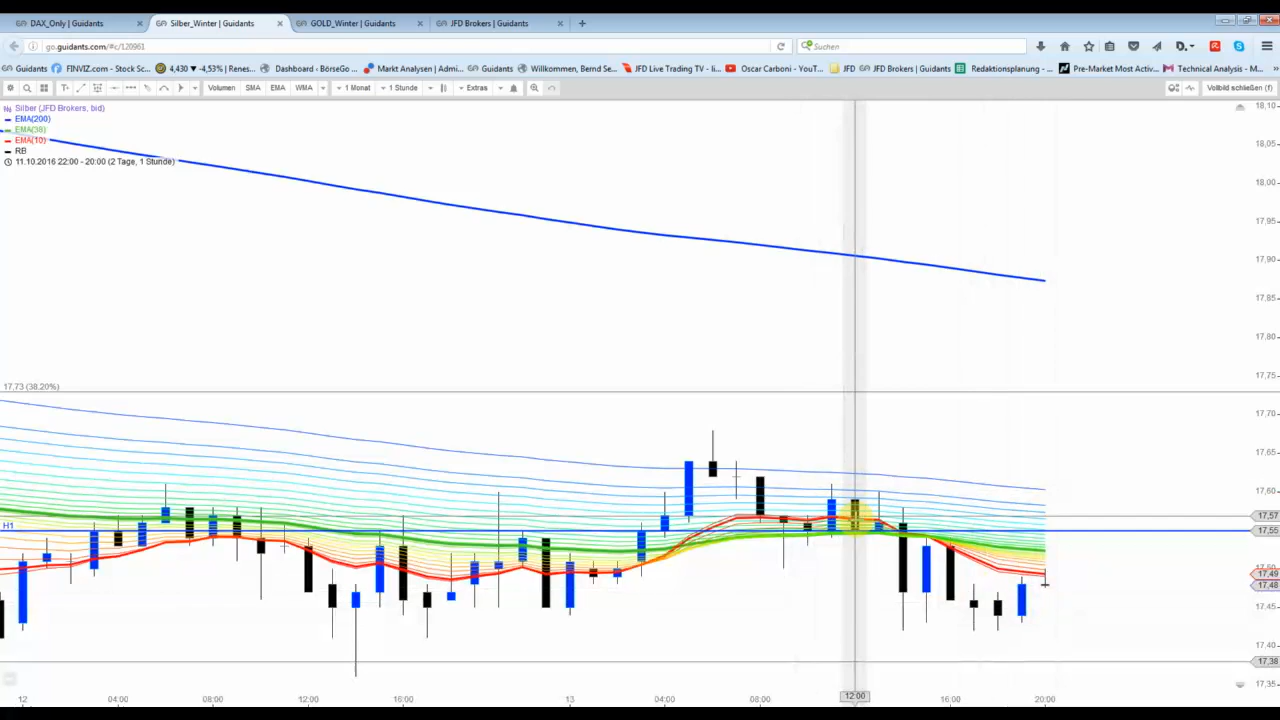 DAX_Only | Guidants
Silber_Winter | Guidants
GOLD_Winter | Guidants
JFD Brokers | Guidants
go.guidants.com/#c/120961
Suchen
Guidants
FINVIZ.com - Stock Sc...
4,430 ▼ -4,53% | Renes...
Dashboard - BörseGo ...
Markt Analysen | Admi...
Guidants
Willkommen, Bernd Se...
JFD Live Trading TV - li...
Oscar Carboni - YouT...
JFD
JFD Brokers | Guidants
Redaktionsplanung - ...
Pre-Market Most Activ...
Technical Analysis - M...
Volumen
SMA
EMA
WMA
1 Monat
1 Stunde
Extras
Vollbild schließen (f)
Silber (JFD Brokers, bid)
EMA(200)
EMA(38)
EMA(10)
RB
11.10.2016 22:00 - 20:00 (2 Tage, 1 Stunde)
18,10
18,05
18,00
17,95
17,90
17,85
17,80
17,75
17,73 (38.20%)
17,70
17,65
17,60
17,57
H1
17,55
17,50
17,49
17,48
17,45
17,40
17,38
17,35
12
04:00
08:00
12:00
16:00
13
04:00
08:00
12:00
16:00
20:00